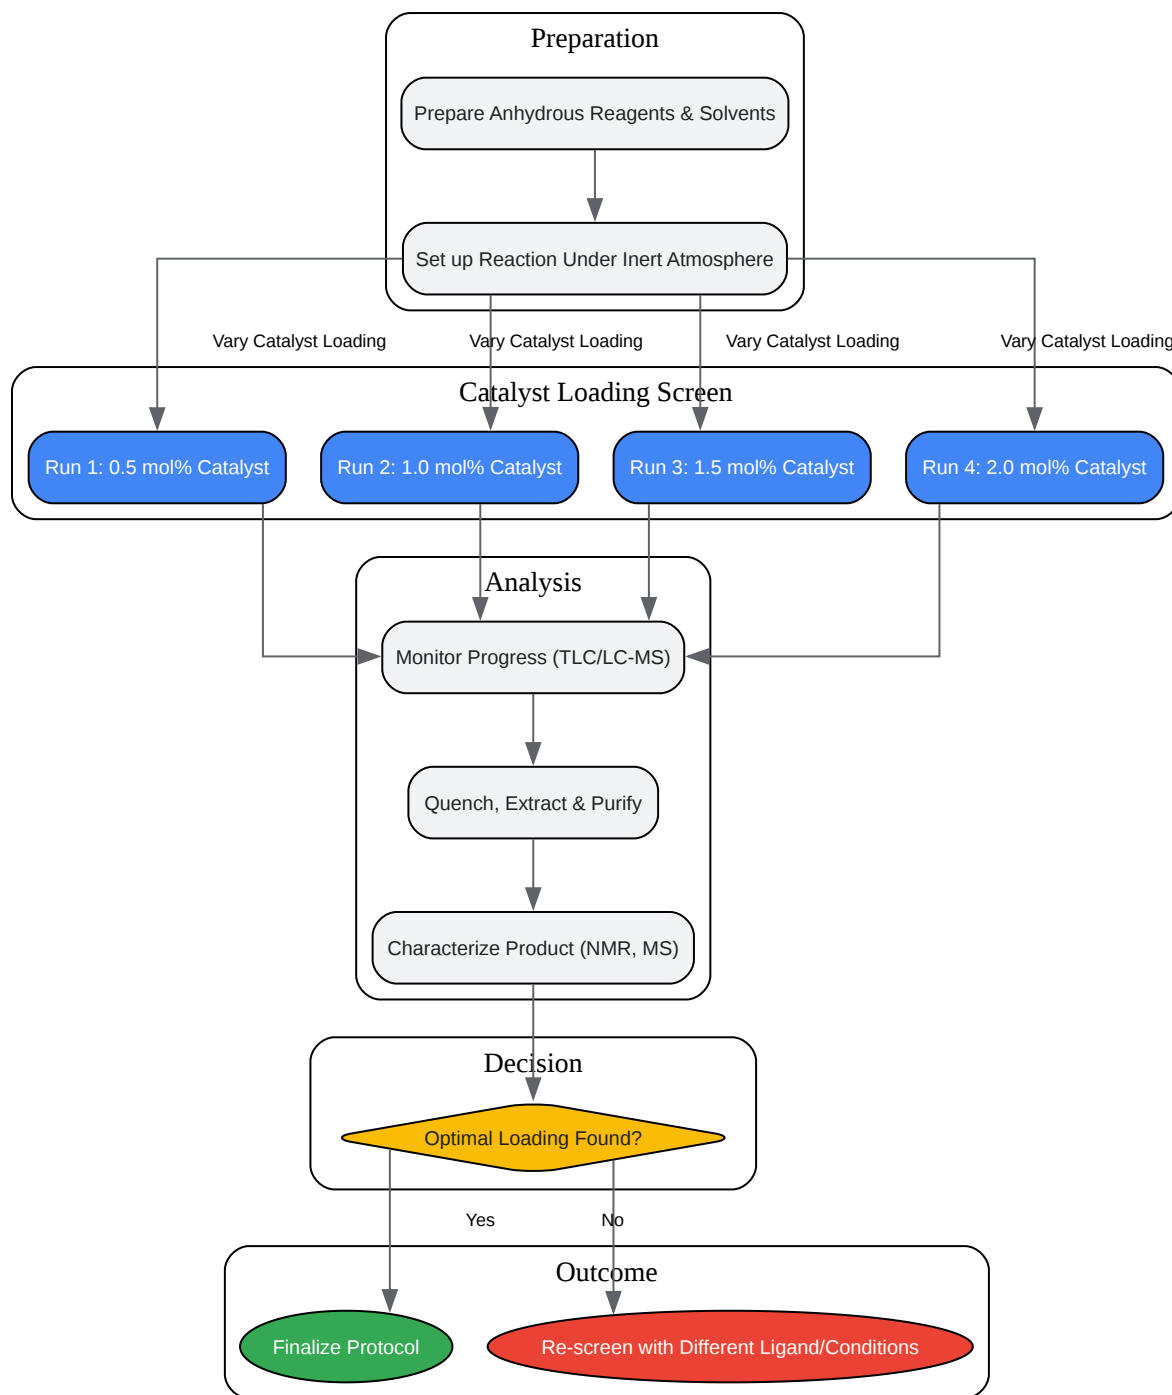 Preparation
Prepare Anhydrous Reagents & Solvents
Set up Reaction Under Inert Atmosphere
Vary Catalyst Loading
Vary Catalyst Loading
Vary Catalyst Loading
Vary Catalyst Loading
Catalyst Loading Screen
Run 1: 0.5 mol% Catalyst
Run 2: 1.0 mol% Catalyst
Run 3: 1.5 mol% Catalyst
Run 4: 2.0 mol% Catalyst
Analysis
Monitor Progress (TLC/LC-MS)
Quench, Extract & Purify
Characterize Product (NMR, MS)
Decision
Optimal Loading Found?
Yes
No
Outcome
Finalize Protocol
Re-screen with Different Ligand/Conditions